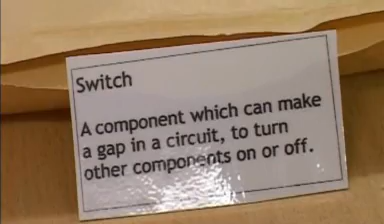 Switch
A component which can make
a gap in a circuit, to turn
other components on or off.